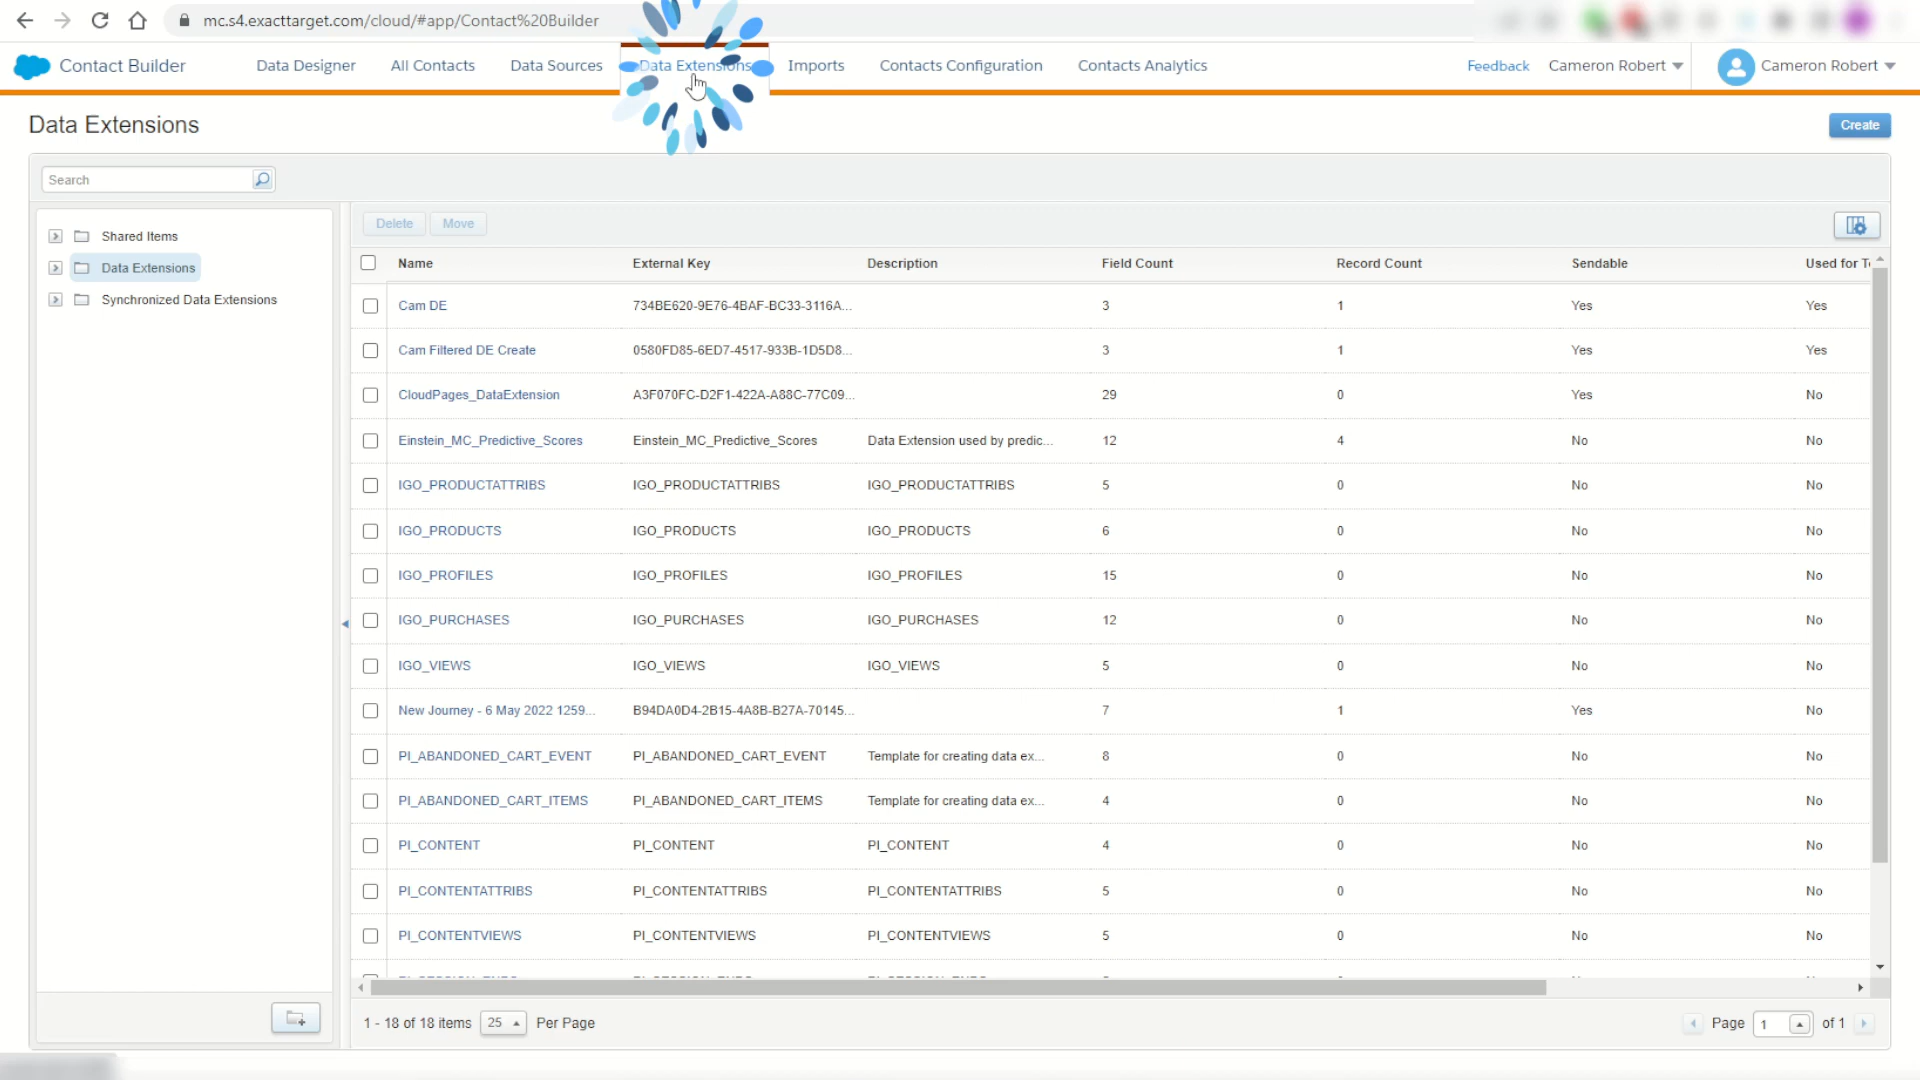 mc.s4.exacttarget.com/cloud/#app/Contact%20Builder
Contact Builder Data Designer All Contacts Data Sources Data Extensions Imports Contacts Configuration Contacts Analytics Feedback Cameron Robert Cameron Robert
Data Extensions Create
Search
Delete Move
Shared Items
Data Extensions
Synchronized Data Extensions
Name External Key Description Field Count Record Count Sendable Used for T
Cam DE 734BE620-9E76-4BAF-BC33-3116A... 3 1 Yes Yes
Cam Filtered DE Create 0580FD85-6ED7-4517-933B-1D5D8... 3 1 Yes Yes
CloudPages_DataExtension A3F070FC-D2F1-422A-A88C-77C09... 29 0 Yes No
Einstein_MC_Predictive_Scores Einstein_MC_Predictive_Scores Data Extension used by predic... 12 4 No No
IGO_PRODUCTATTRIBS IGO_PRODUCTATTRIBS IGO_PRODUCTATTRIBS 5 0 No No
IGO_PRODUCTS IGO_PRODUCTS IGO_PRODUCTS 6 0 No No
IGO_PROFILES IGO_PROFILES IGO_PROFILES 15 0 No No
IGO_PURCHASES IGO_PURCHASES IGO_PURCHASES 12 0 No No
IGO_VIEWS IGO_VIEWS IGO_VIEWS 5 0 No No
New Journey - 6 May 2022 1259... B94DA0D4-2B15-4A8B-B27A-70145... 7 1 Yes No
PI_ABANDONED_CART_EVENT PI_ABANDONED_CART_EVENT Template for creating data ex... 8 0 No No
PI_ABANDONED_CART_ITEMS PI_ABANDONED_CART_ITEMS Template for creating data ex... 4 0 No No
PI_CONTENT PI_CONTENT PI_CONTENT 4 0 No No
PI_CONTENTATTRIBS PI_CONTENTATTRIBS PI_CONTENTATTRIBS 5 0 No No
PI_CONTENTVIEWS PI_CONTENTVIEWS PI_CONTENTVIEWS 5 0 No No
1 - 18 of 18 items 25 Per Page Page 1 of 1